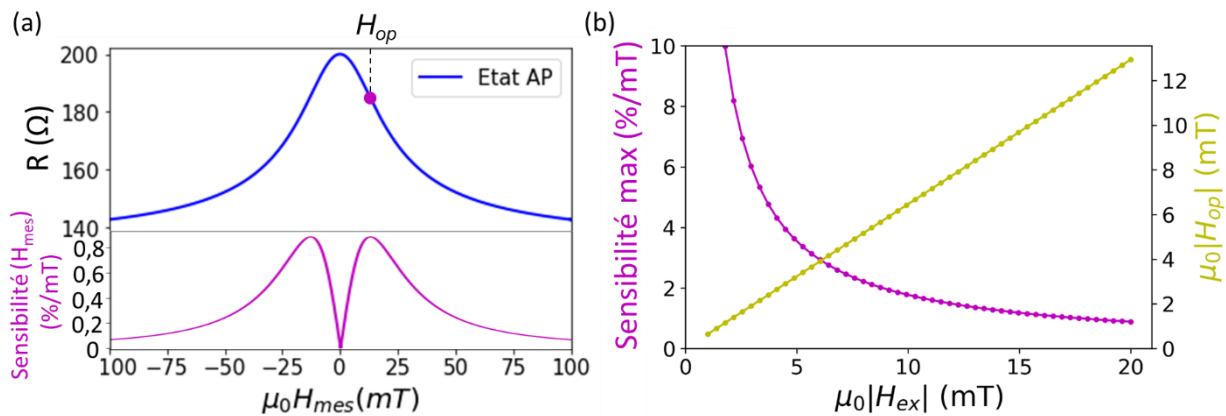 (a)
H_op
200
180
160
140
R (Ω)
Etat AP
0,8
0,6
0,4
0,2
0
Sensibilité (H_mes)
(%/mT)
100 −75 −50 −25 0 25 50 75 100
μ₀H_mes(mT)
(b)
10
8
6
4
2
0
Sensibilité max (%/mT)
12
10
8
6
4
2
0
μ₀|H_op| (mT)
0 5 10 15 20
μ₀|H_ex| (mT)